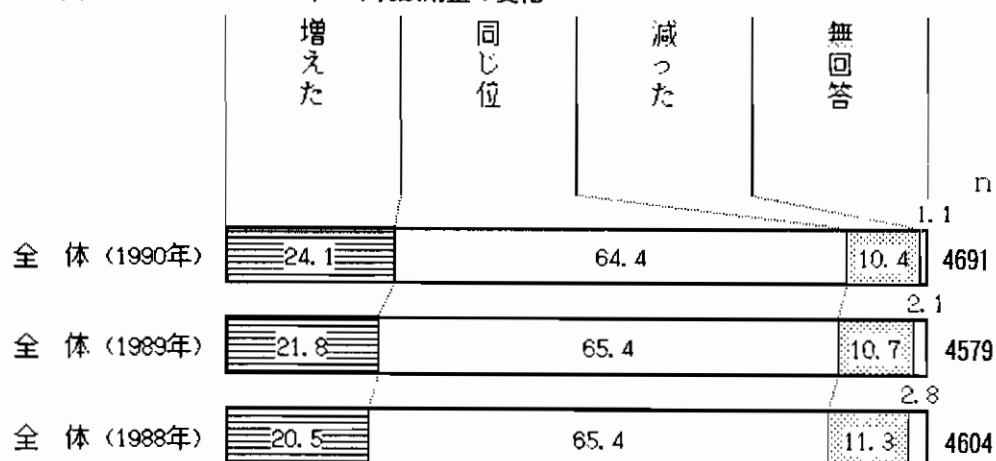 増えた
同じ位
減った
無回答
n
1.1
全 体 (1990年) 24.1 64.4 10.4 4691
2.1
全 体 (1989年) 21.8 65.4 10.7 4579
2.8
全 体 (1988年) 20.5 65.4 11.3 4604